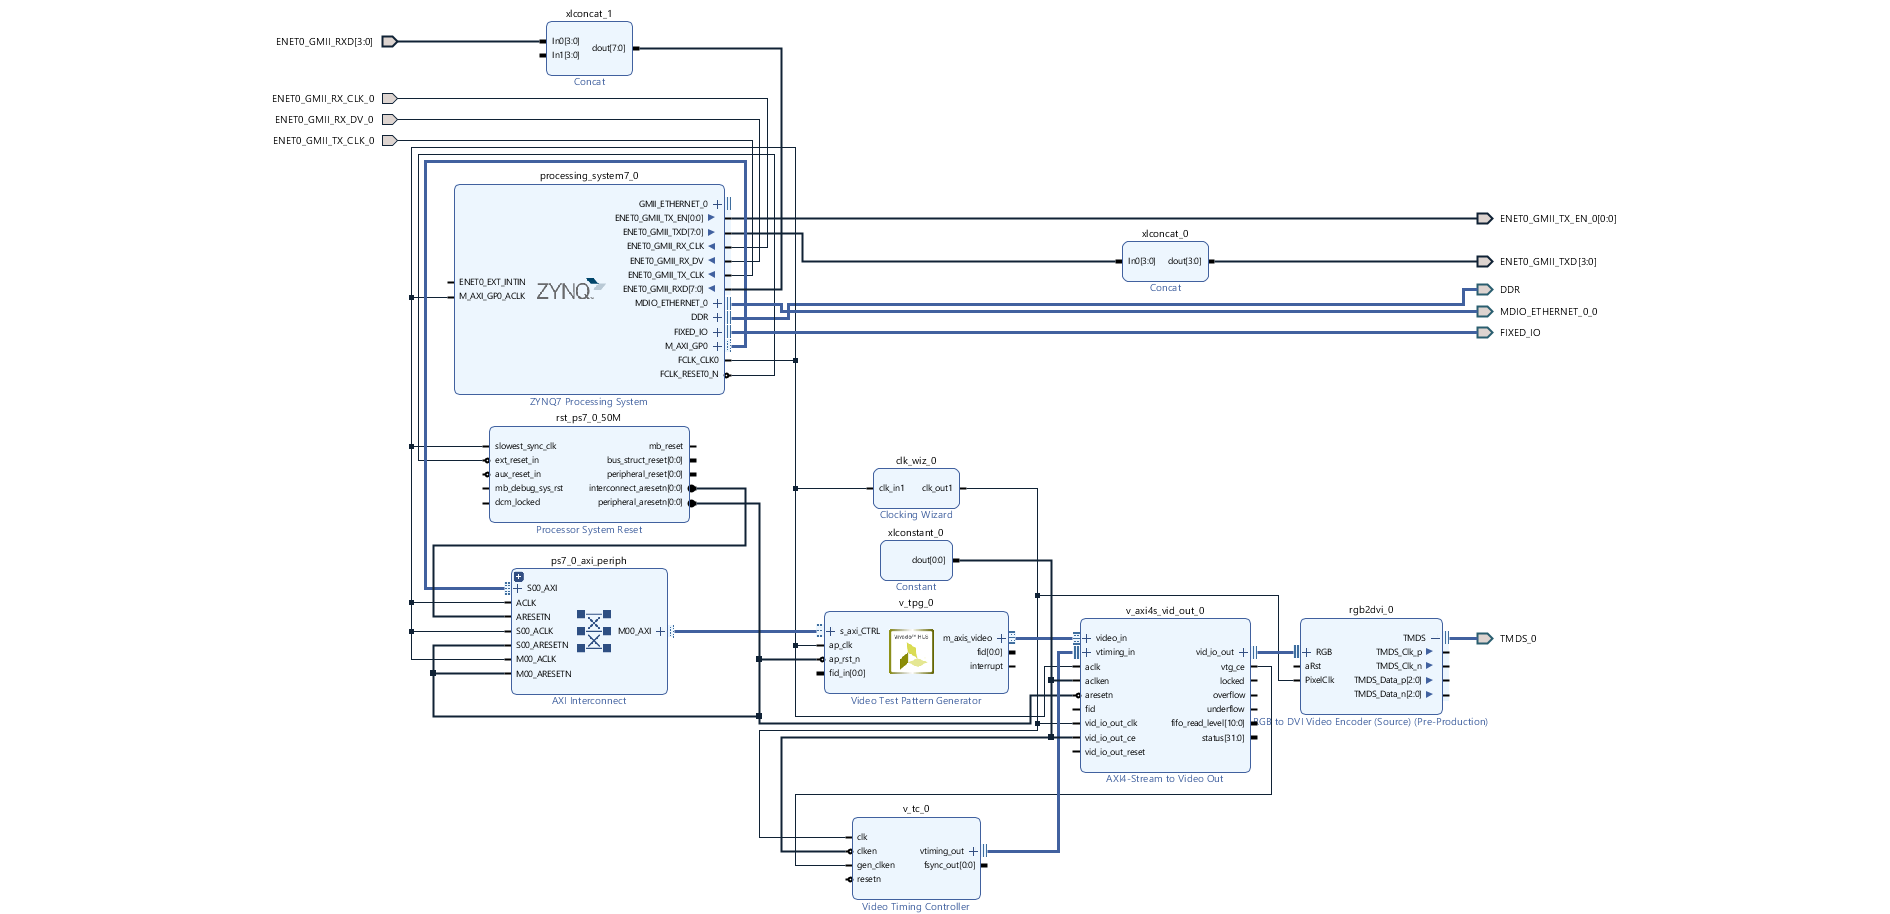 xlconcat_1
ENET0_GMII_RXD[3:0]
In0[3:0]
In1[3:0]
dout[7:0]
Concat
ENET0_GMII_RX_CLK_0
ENET0_GMII_RX_DV_0
ENET0_GMII_TX_CLK_0
processing_system7_0
GMII_ETHERNET_0
ENET0_GMII_TX_EN[0:0]
ENET0_GMII_TXD[7:0]
ENET0_GMII_RX_CLK
ENET0_GMII_RX_DV
ENET0_GMII_TX_CLK
ENET0_GMII_RXD[7:0]
MDIO_ETHERNET_0
DDR
FIXED_IO
M_AXI_GP0
FCLK_CLK0
FCLK_RESET0_N
ENET0_EXT_INTIN
M_AXI_GP0_ACLK
ZYNQ
ZYNQ7 Processing System
ENET0_GMII_TX_EN_0[0:0]
xlconcat_0
In0[3:0]
dout[3:0]
Concat
ENET0_GMII_TXD[3:0]
DDR
MDIO_ETHERNET_0_0
FIXED_IO
rst_ps7_0_50M
slowest_sync_clk
ext_reset_in
aux_reset_in
mb_debug_sys_rst
dcm_locked
mb_reset
bus_struct_reset[0:0]
peripheral_reset[0:0]
interconnect_aresetn[0:0]
peripheral_aresetn[0:0]
Processor System Reset
clk_wiz_0
clk_in1
clk_out1
Clocking Wizard
xlconstant_0
dout[0:0]
Constant
ps7_0_axi_periph
S00_AXI
ACLK
ARESETN
S00_ACLK
S00_ARESETN
M00_ACLK
M00_ARESETN
M00_AXI
AXI Interconnect
v_tpg_0
s_axi_CTRL
ap_clk
ap_rst_n
fid_in[0:0]
Vivado™ HLS
m_axis_video
fid[0:0]
interrupt
Video Test Pattern Generator
v_axi4s_vid_out_0
video_in
vtiming_in
aclk
aclken
aresetn
fid
vid_io_out_clk
vid_io_out_ce
vid_io_out_reset
vid_io_out
vtg_ce
locked
overflow
underflow
fifo_read_level[10:0]
status[31:0]
AXI4-Stream to Video Out
rgb2dvi_0
RGB
aRst
PixelClk
TMDS
TMDS_Clk_p
TMDS_Clk_n
TMDS_Data_p[2:0]
TMDS_Data_n[2:0]
RGB to DVI Video Encoder (Source) (Pre-Production)
TMDS_0
v_tc_0
clk
clken
gen_clken
resetn
vtiming_out
fsync_out[0:0]
Video Timing Controller